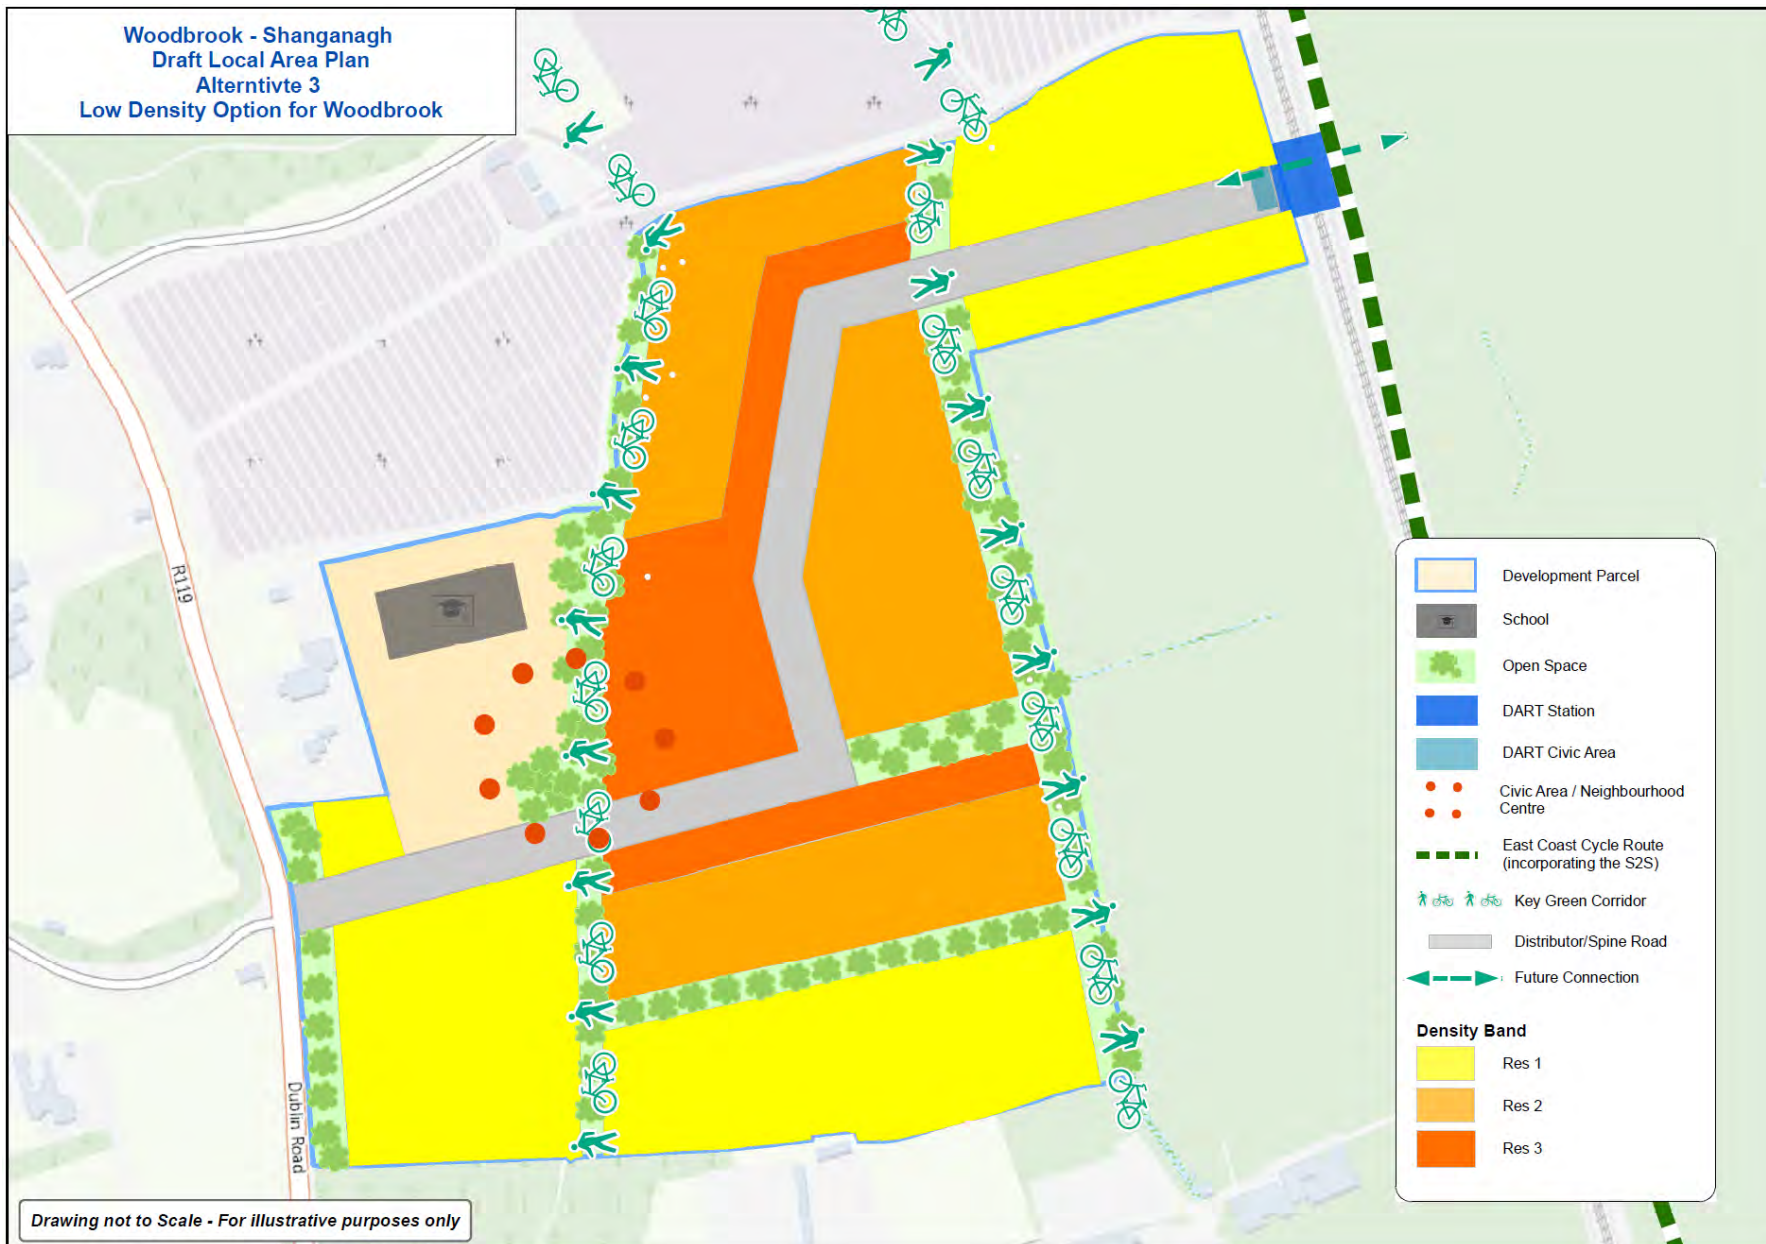 Woodbrook - Shanganagh
Draft Local Area Plan
Alterntivte 3
Low Density Option for Woodbrook
R119
Dublin Road
Development Parcel
School
Open Space
DART Station
DART Civic Area
Civic Area / Neighbourhood
Centre
East Coast Cycle Route
(incorporating the S2S)
Key Green Corridor
Distributor/Spine Road
Future Connection
Density Band
Res 1
Res 2
Res 3
Drawing not to Scale - For illustrative purposes only